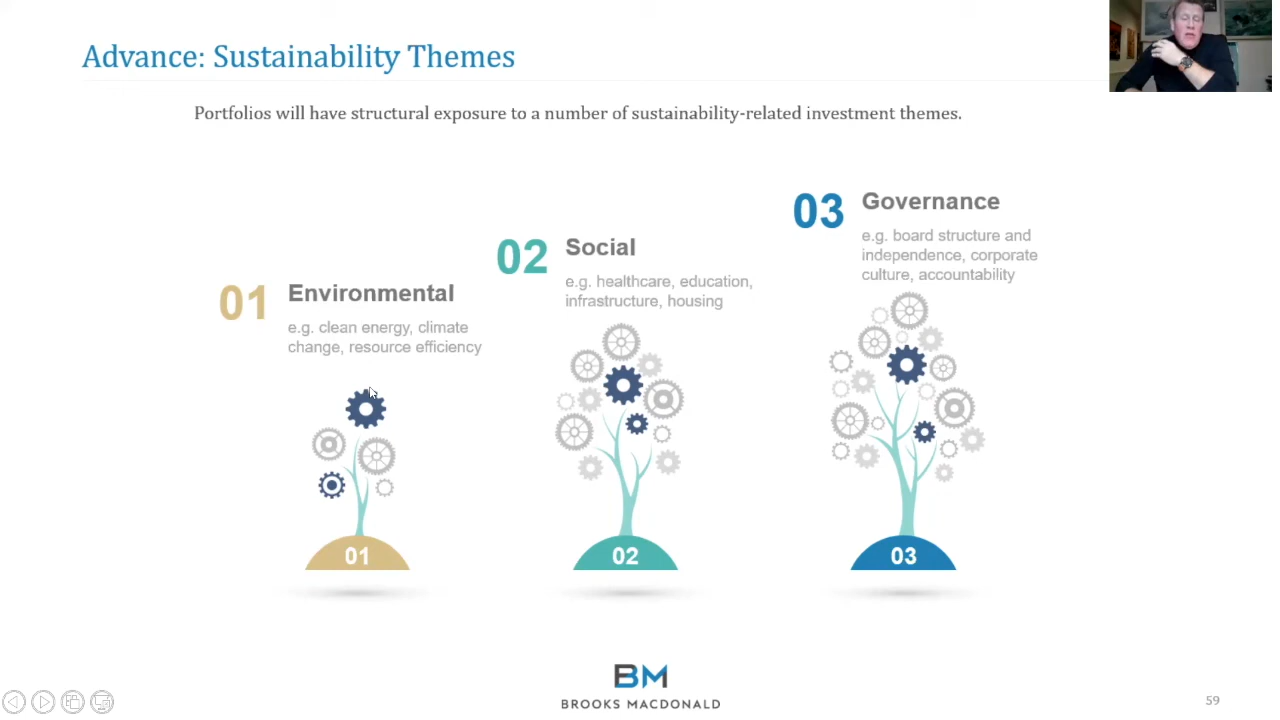 Advance: Sustainability Themes
Portfolios will have structural exposure to a number of sustainability-related investment themes.
01
Environmental
e.g. clean energy, climate
change, resource efficiency
02
Social
e.g. healthcare, education,
infrastructure, housing
03
Governance
e.g. board structure and
independence, corporate
culture, accountability
01
02
03
BM
BROOKS MACDONALD
59